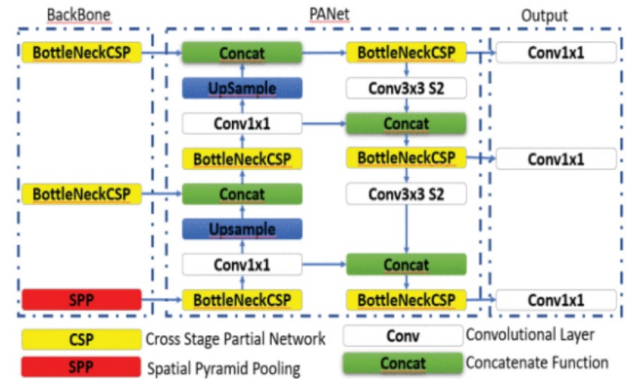 BackBone PANet Output
BottleNeckCSP Concat BottleNeckCSP Conv1x1
UpSample Conv3x3 S2
Conv1x1 Concat
BottleNeckCSP BottleNeckCSP Conv1x1
BottleNeckCSP Concat Conv3x3 S2
Upsample
Conv1x1 Concat
SPP BottleNeckCSP BottleNeckCSP Conv1x1
CSP Cross Stage Partial Network Conv Convolutional Layer
SPP Spatial Pyramid Pooling Concat Concatenate Function